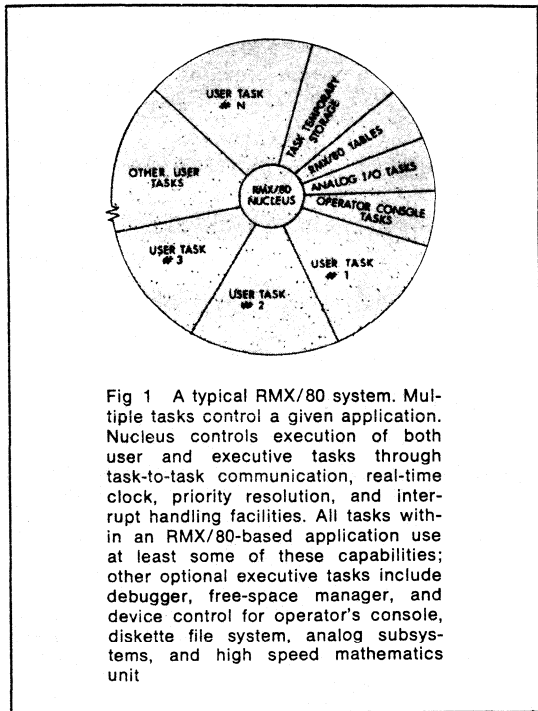 USER TASK
# N
TASK TEMPORARY
STORAGE
RMX/80 TABLES
ANALOG I/O TASKS
OPERATOR CONSOLE
TASKS
OTHER USER
TASKS
RMX/80
NUCLEUS
USER TASK
# 3
USER TASK
# 2
USER TASK
# 1
Fig 1 A typical RMX/80 system. Mul-
tiple tasks control a given application.
Nucleus controls execution of both
user and executive tasks through
task-to-task communication, real-time
clock, priority resolution, and inter-
rupt handling facilities. All tasks with-
in an RMX/80-based application use
at least some of these capabilities;
other optional executive tasks include
debugger, free-space manager, and
device control for operator's console,
diskette file system, analog subsys-
tems, and high speed mathematics
unit